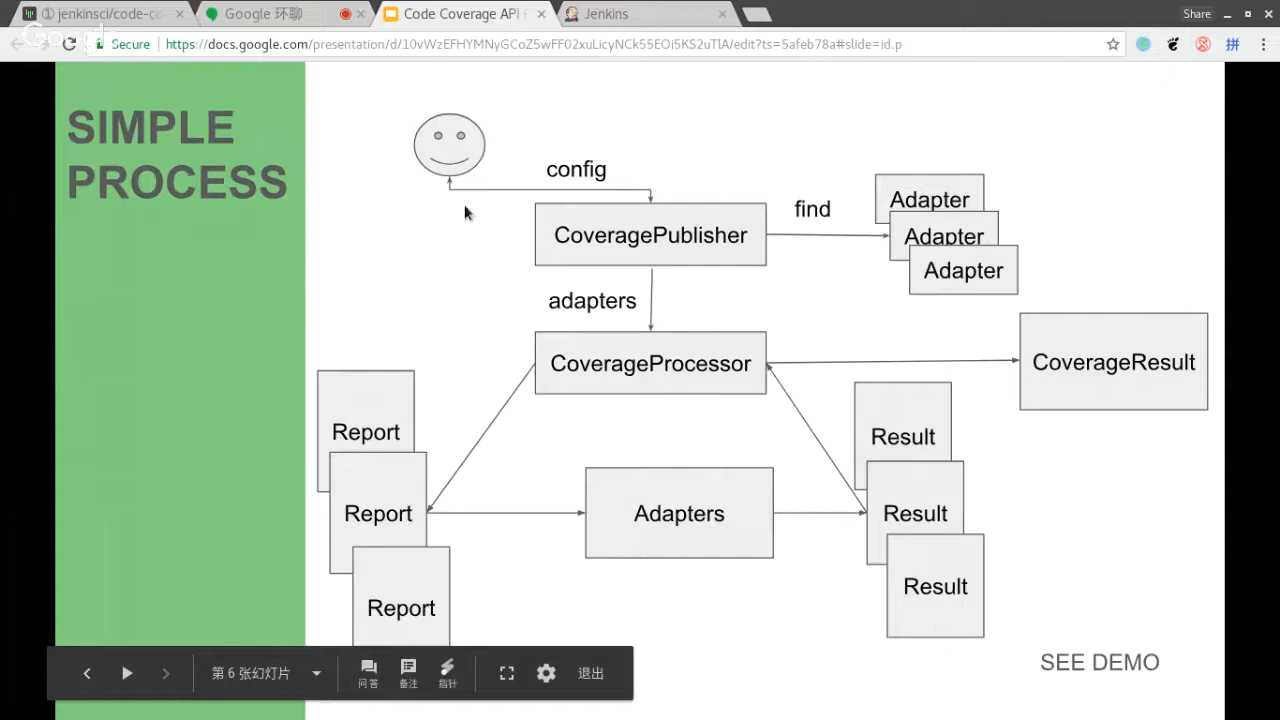 ① jenkinsci/code-co
Google 环聊
Code Coverage API
Jenkins
Share
Google
Secure
https://docs.google.com/presentation/d/10vWzEFHYMNyGCoZ5wFF02xuLicyNCk55EOi5KS2uTlA/edit?ts=5afeb78a#slide=id.p
拼
SIMPLE
PROCESS
config
CoveragePublisher
find
Adapter
Adapter
Adapter
adapters
CoverageProcessor
CoverageResult
Report
Report
Report
Adapters
Result
Result
Result
第 6 张幻灯片
问答
备注
指针
退出
SEE DEMO